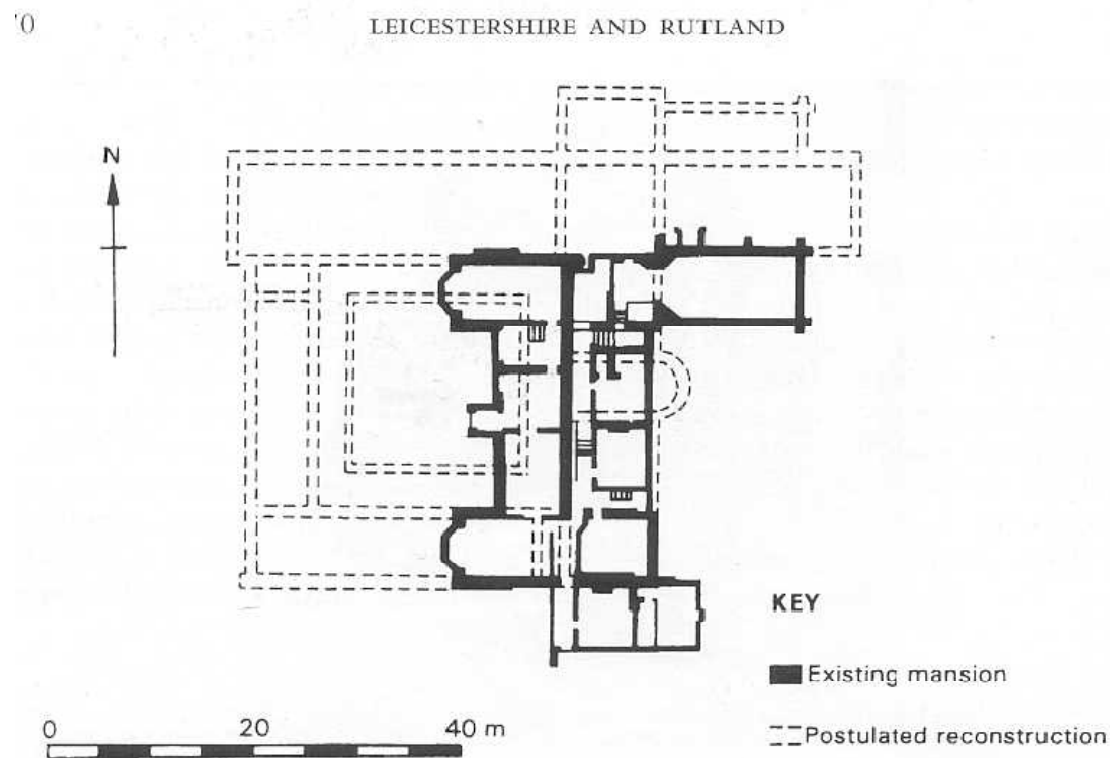 '0
LEICESTERSHIRE AND RUTLAND
N
KEY
Existing mansion
0 20 40 m
Postulated reconstruction